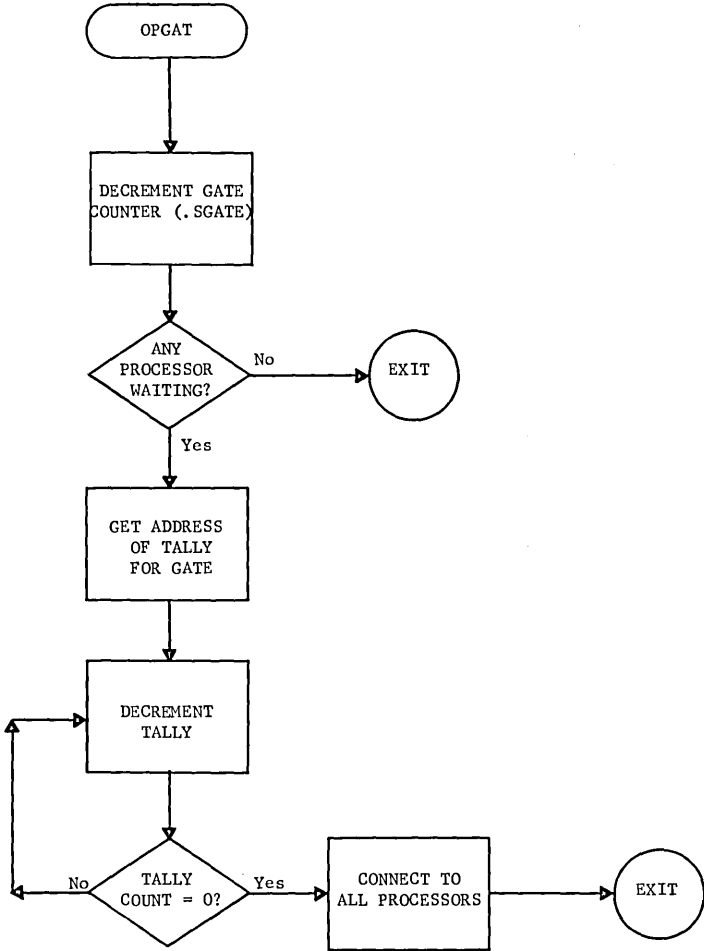 OPGAT
DECREMENT GATE
COUNTER (.SGATE)
ANY
PROCESSOR
WAITING?
No
EXIT
Yes
GET ADDRESS
OF TALLY
FOR GATE
DECREMENT
TALLY
No
TALLY
COUNT = 0?
Yes
CONNECT TO
ALL PROCESSORS
EXIT